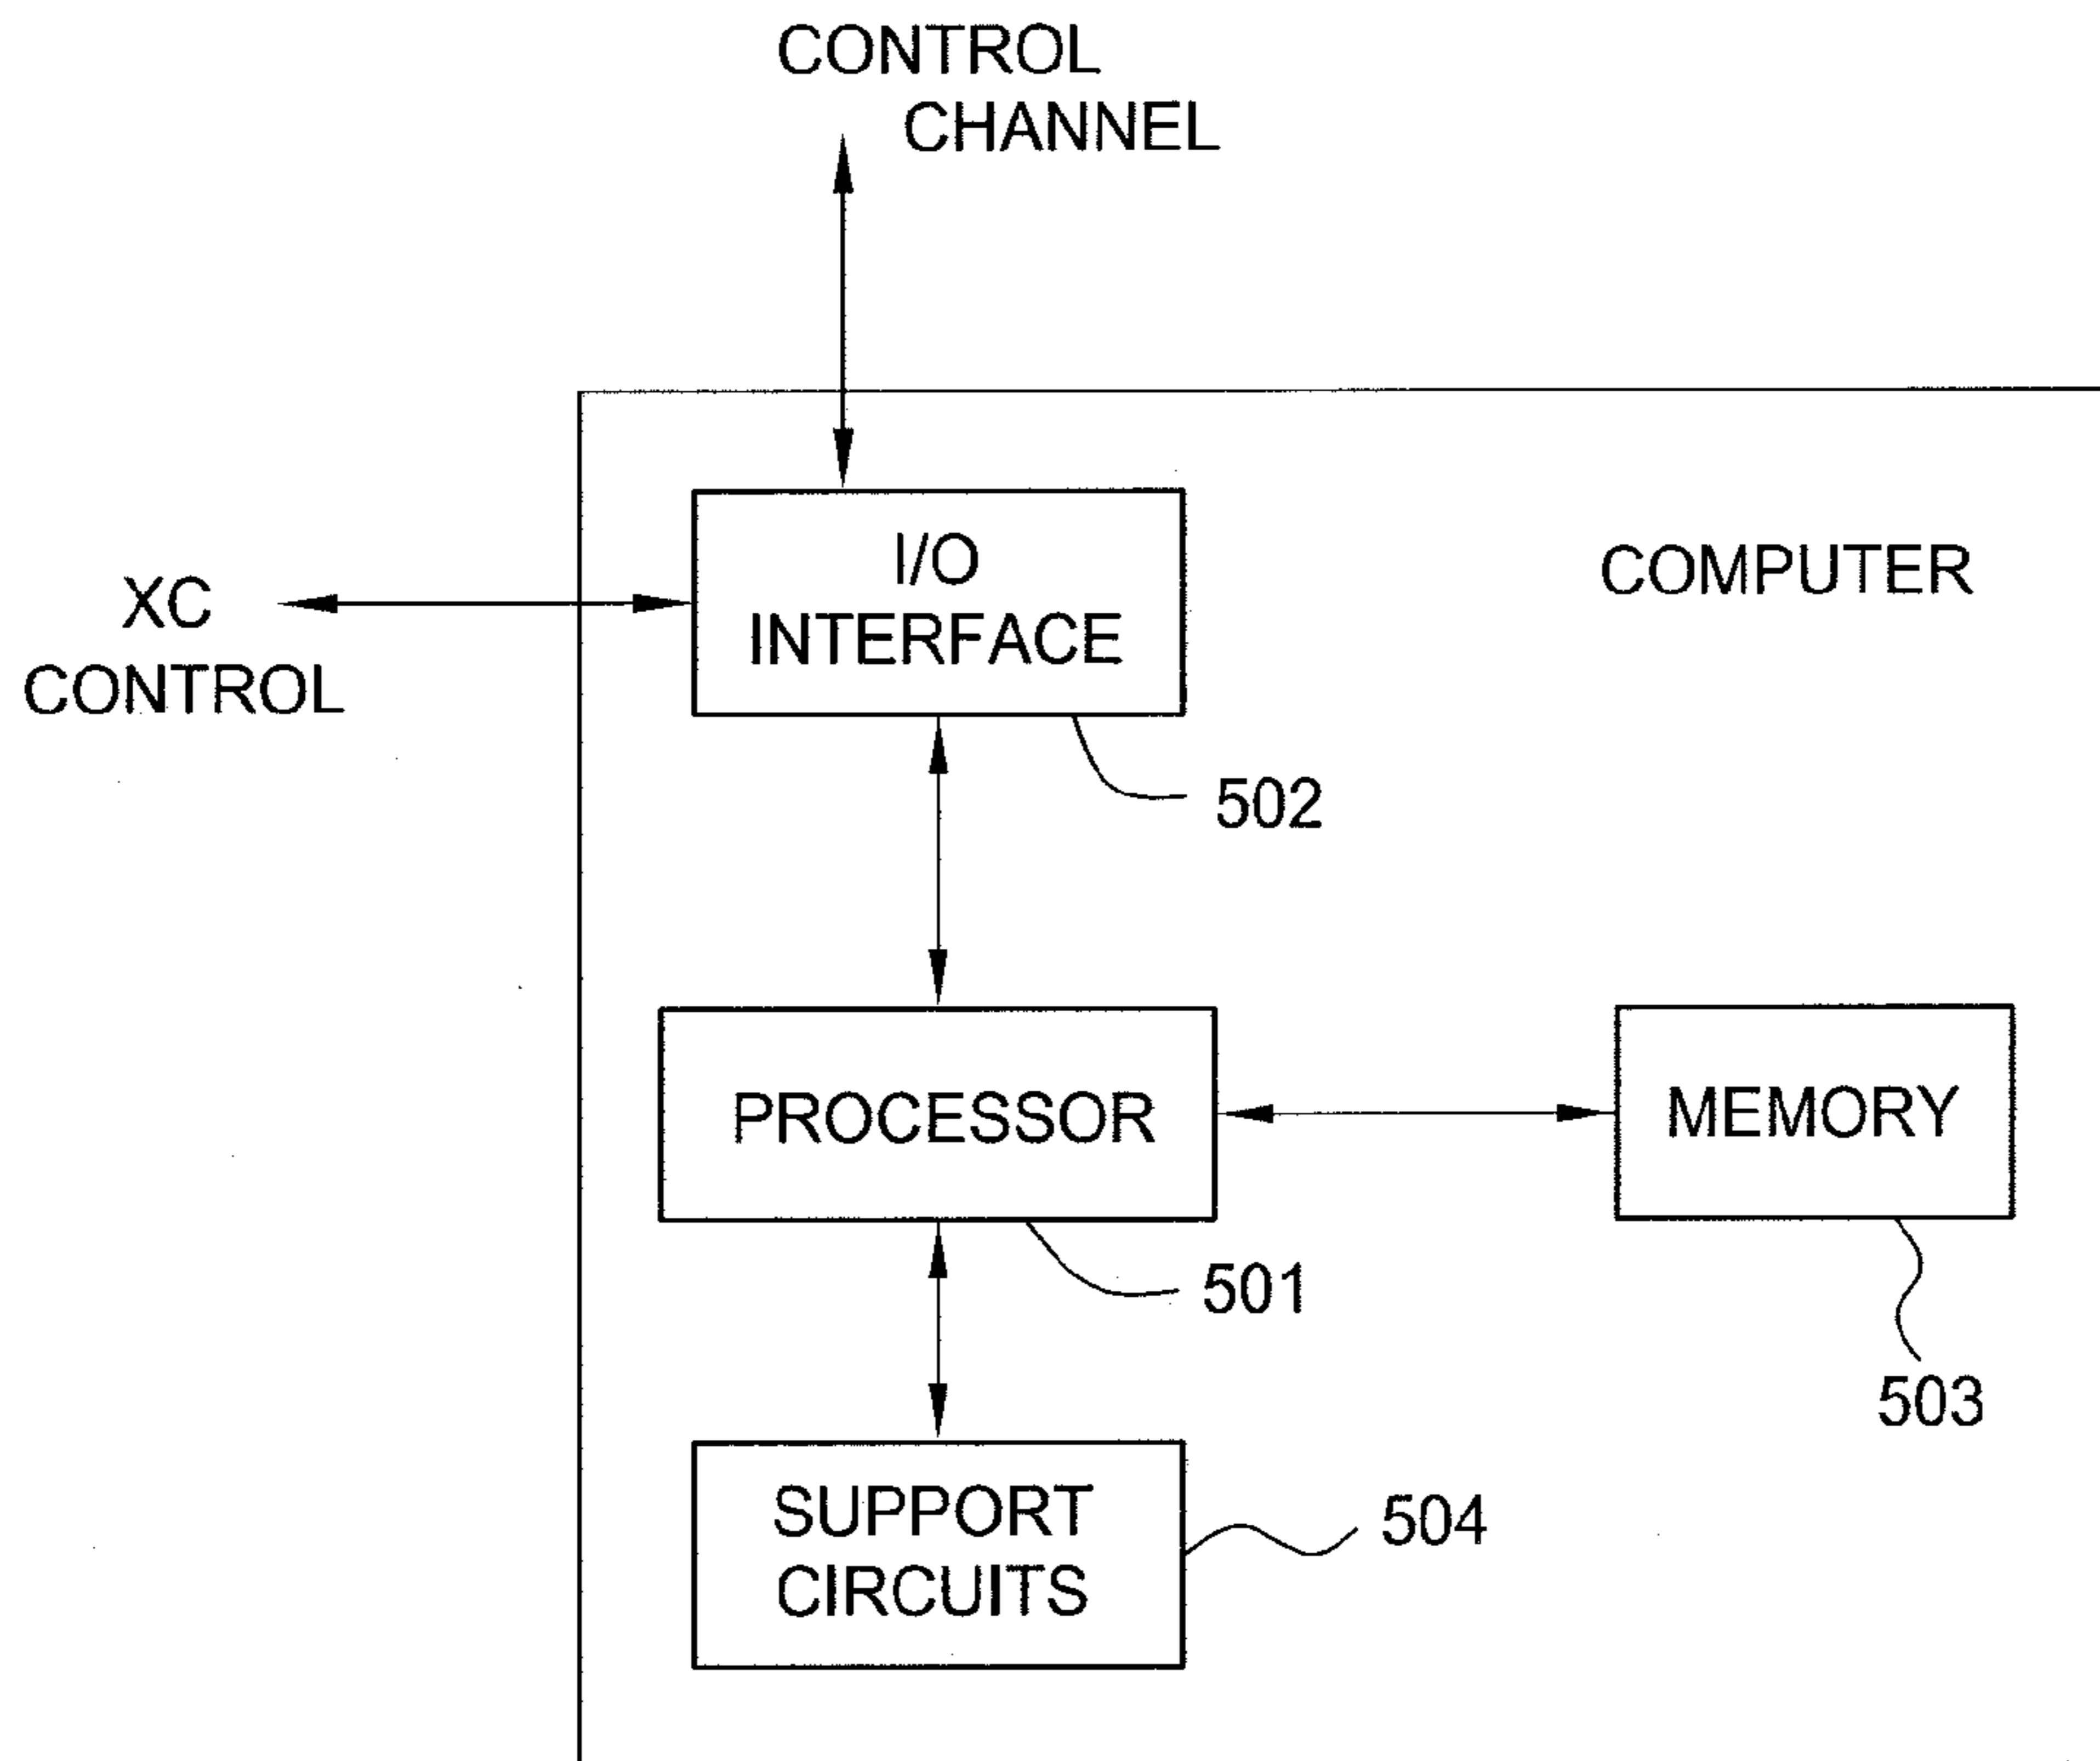 CONTROL
CHANNEL
I/O
INTERFACE
COMPUTER
XC
CONTROL
502
PROCESSOR
MEMORY
501
503
SUPPORT
CIRCUITS
504